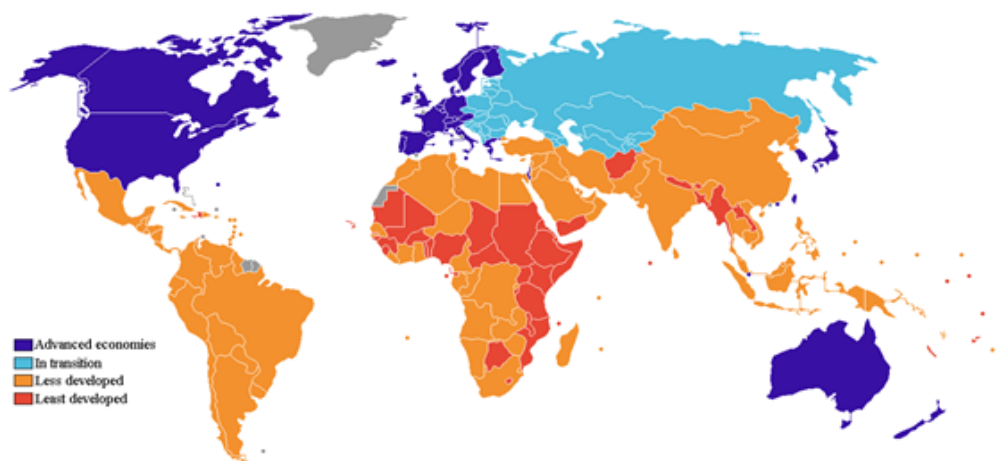 Advanced economies
In transition
Less developed
Least developed